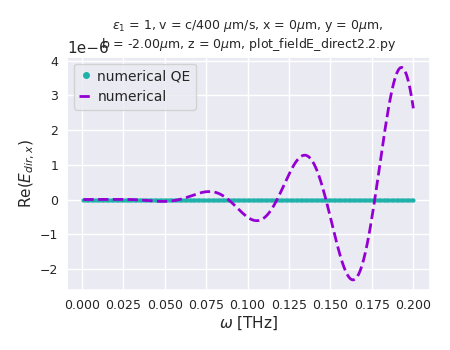 ε₁ = 1, v = c/400 μm/s, x = 0μm, y = 0μm,
b = -2.00μm, z = 0μm, plot_fieldE_direct2.2.py
1e−6
numerical QE
numerical
4
3
2
1
0
−1
−2
Re(E_{dir,x})
0.000 0.025 0.050 0.075 0.100 0.125 0.150 0.175 0.200
ω [THz]